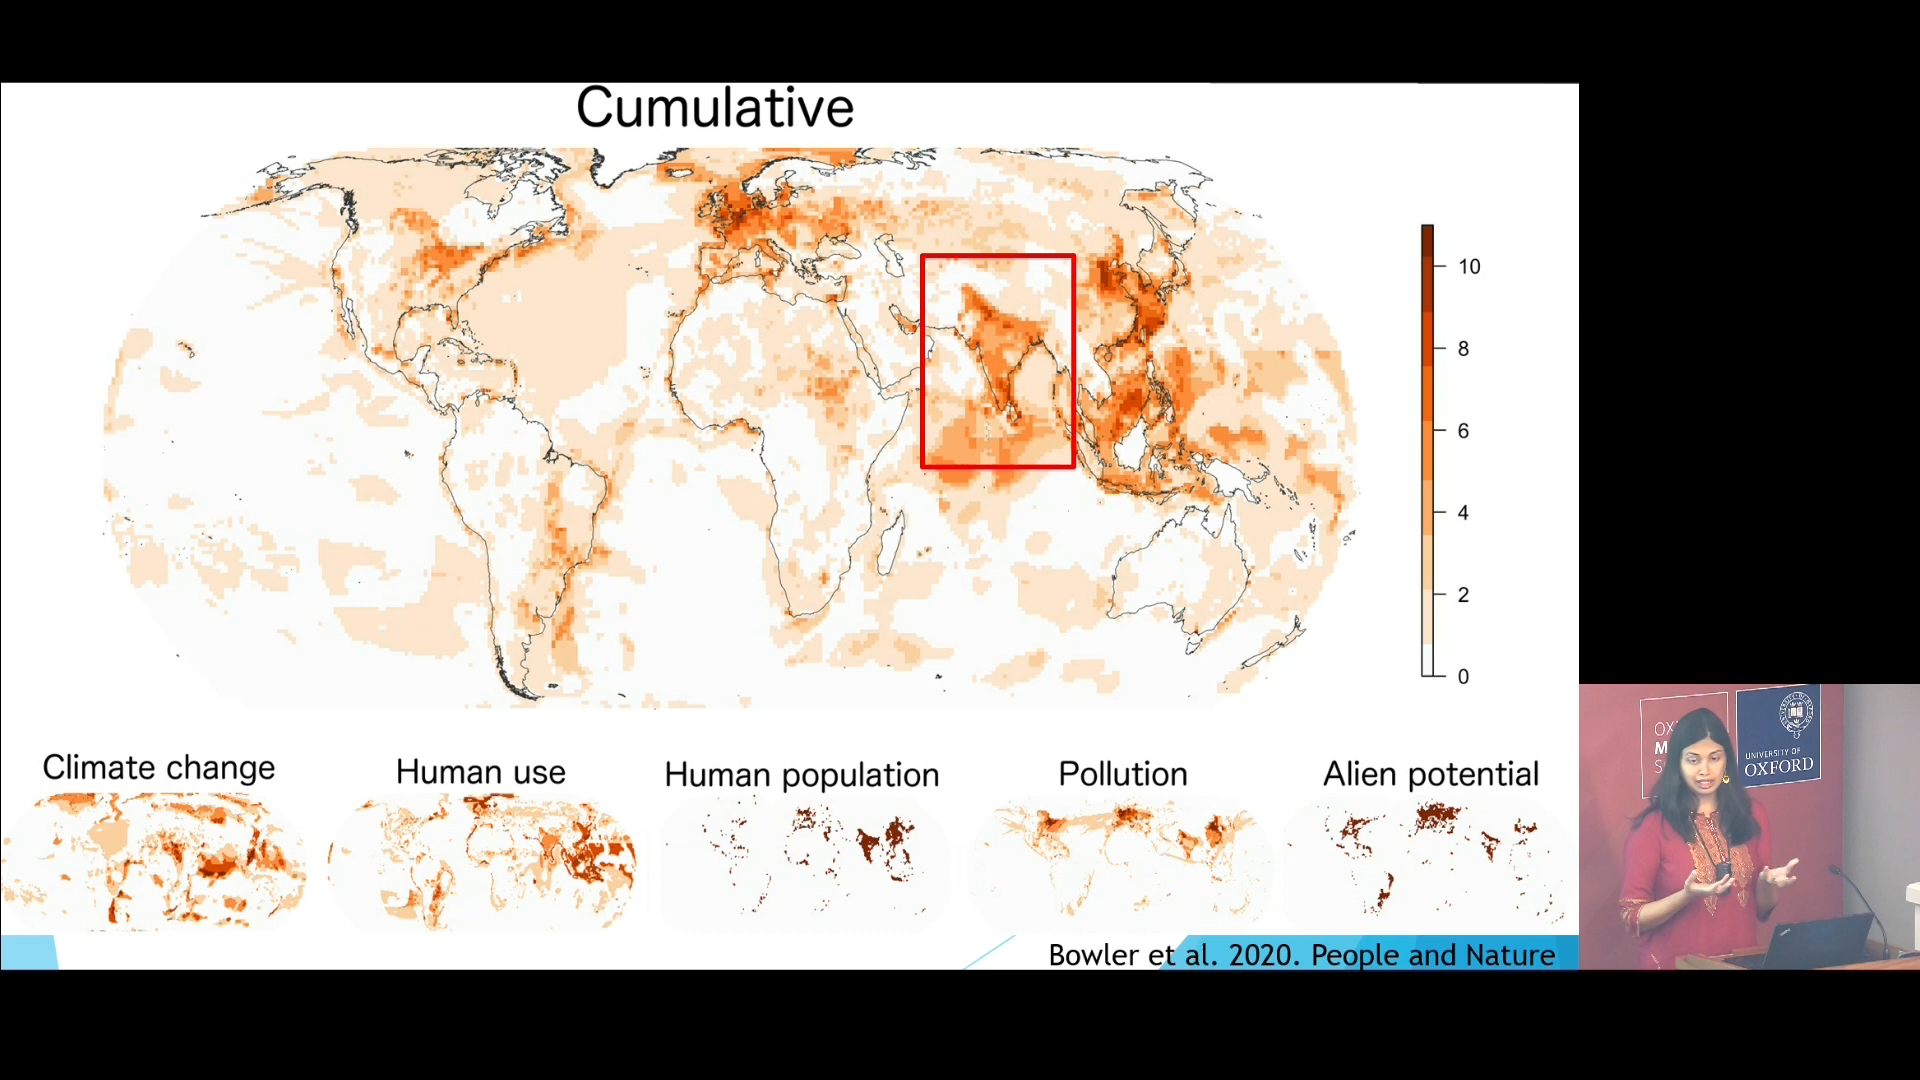 Cumulative
10
8
6
4
2
0
Climate change
Human use
Human population
Pollution
Alien potential
Bowler et al. 2020. People and Nature
UNIVERSITY OF
OXFORD